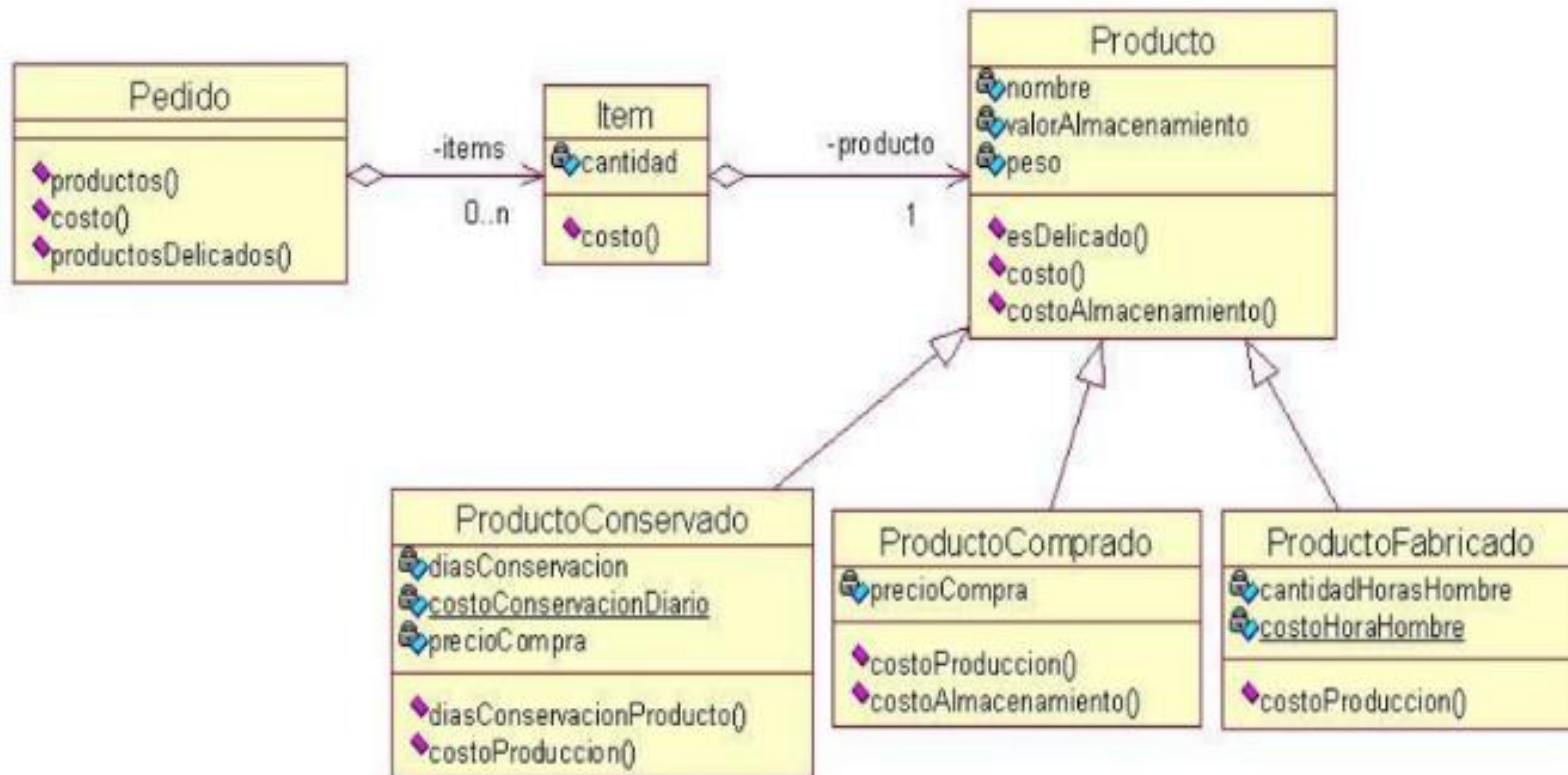 Pedido
productos()
costo()
productosDelicados()
-items
0..n
Item
cantidad
costo()
-producto
1
Producto
nombre
valorAlmacenamiento
peso
esDelicado()
costo()
costoAlmacenamiento()
ProductoConservado
diasConservacion
costoConservacionDiario
precioCompra
diasConservacionProducto()
costoProduccion()
ProductoComprado
precioCompra
costoProduccion()
costoAlmacenamiento()
ProductoFabricado
cantidadHorasHombre
costoHoraHombre
costoProduccion()